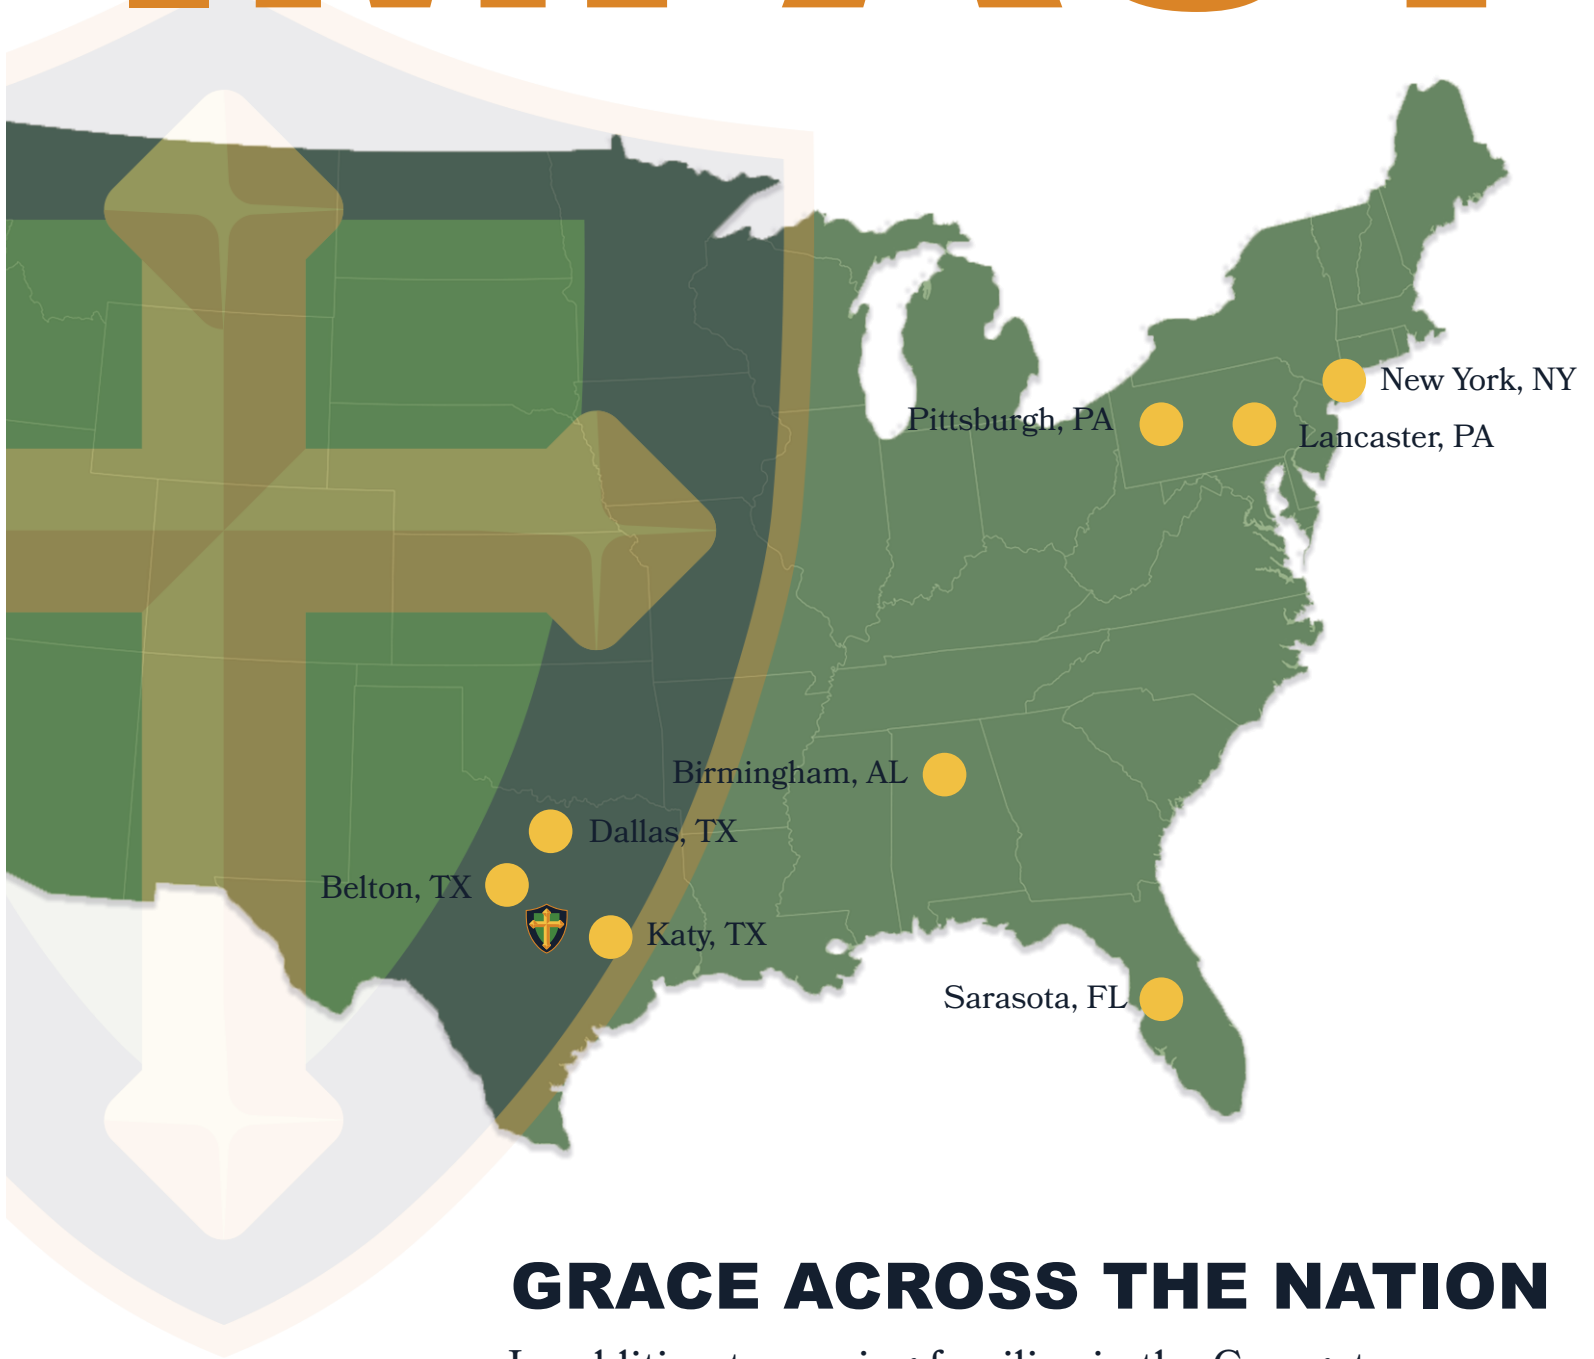 New York, NY
Pittsburgh, PA
Lancaster, PA
Birmingham, AL
Dallas, TX
Belton, TX
Katy, TX
Sarasota, FL
GRACE ACROSS THE NATION